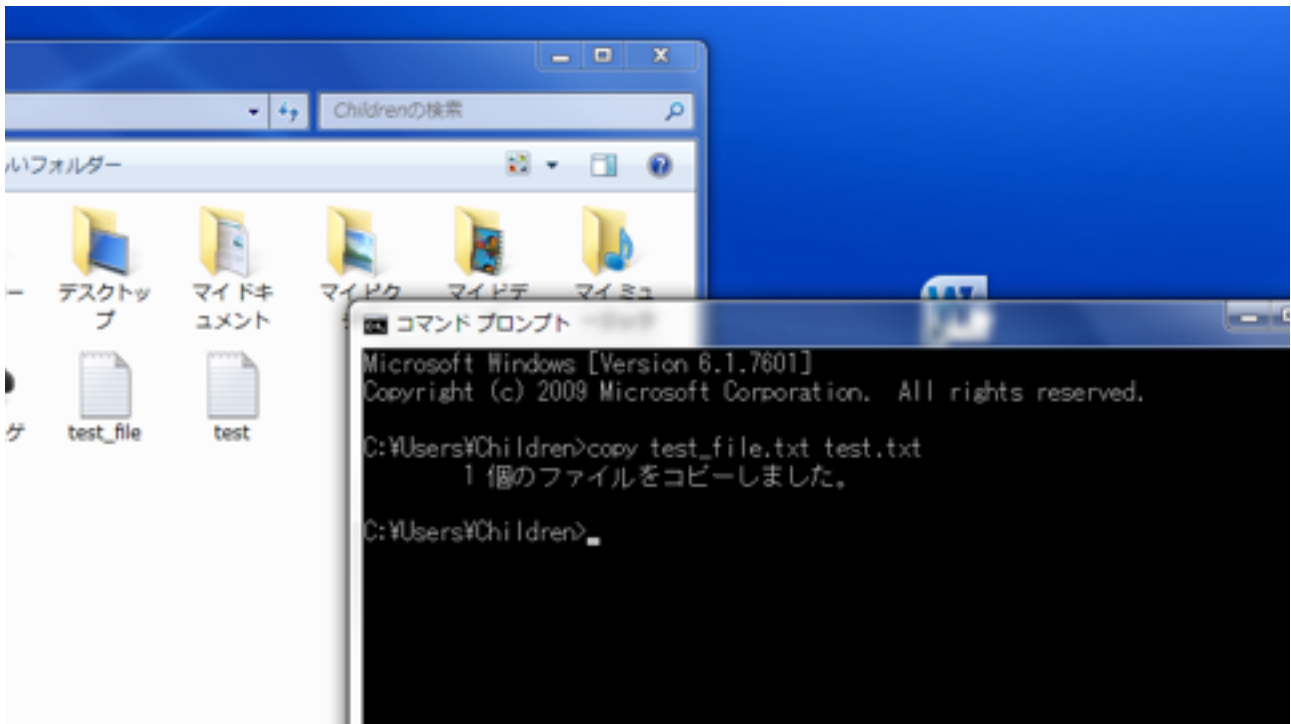 Childrenの検索
いフォルダー
デスクトッ
プ
マイ ドキ
ュメント
マイ ピク
マイ ビデ
マイ ミュ
test_file
test
コマンド プロンプト
Microsoft Windows [Version 6.1.7601]
Copyright (c) 2009 Microsoft Corporation.  All rights reserved.
C:¥Users¥Children>copy test_file.txt test.txt
1 個のファイルをコピーしました。
C:¥Users¥Children>